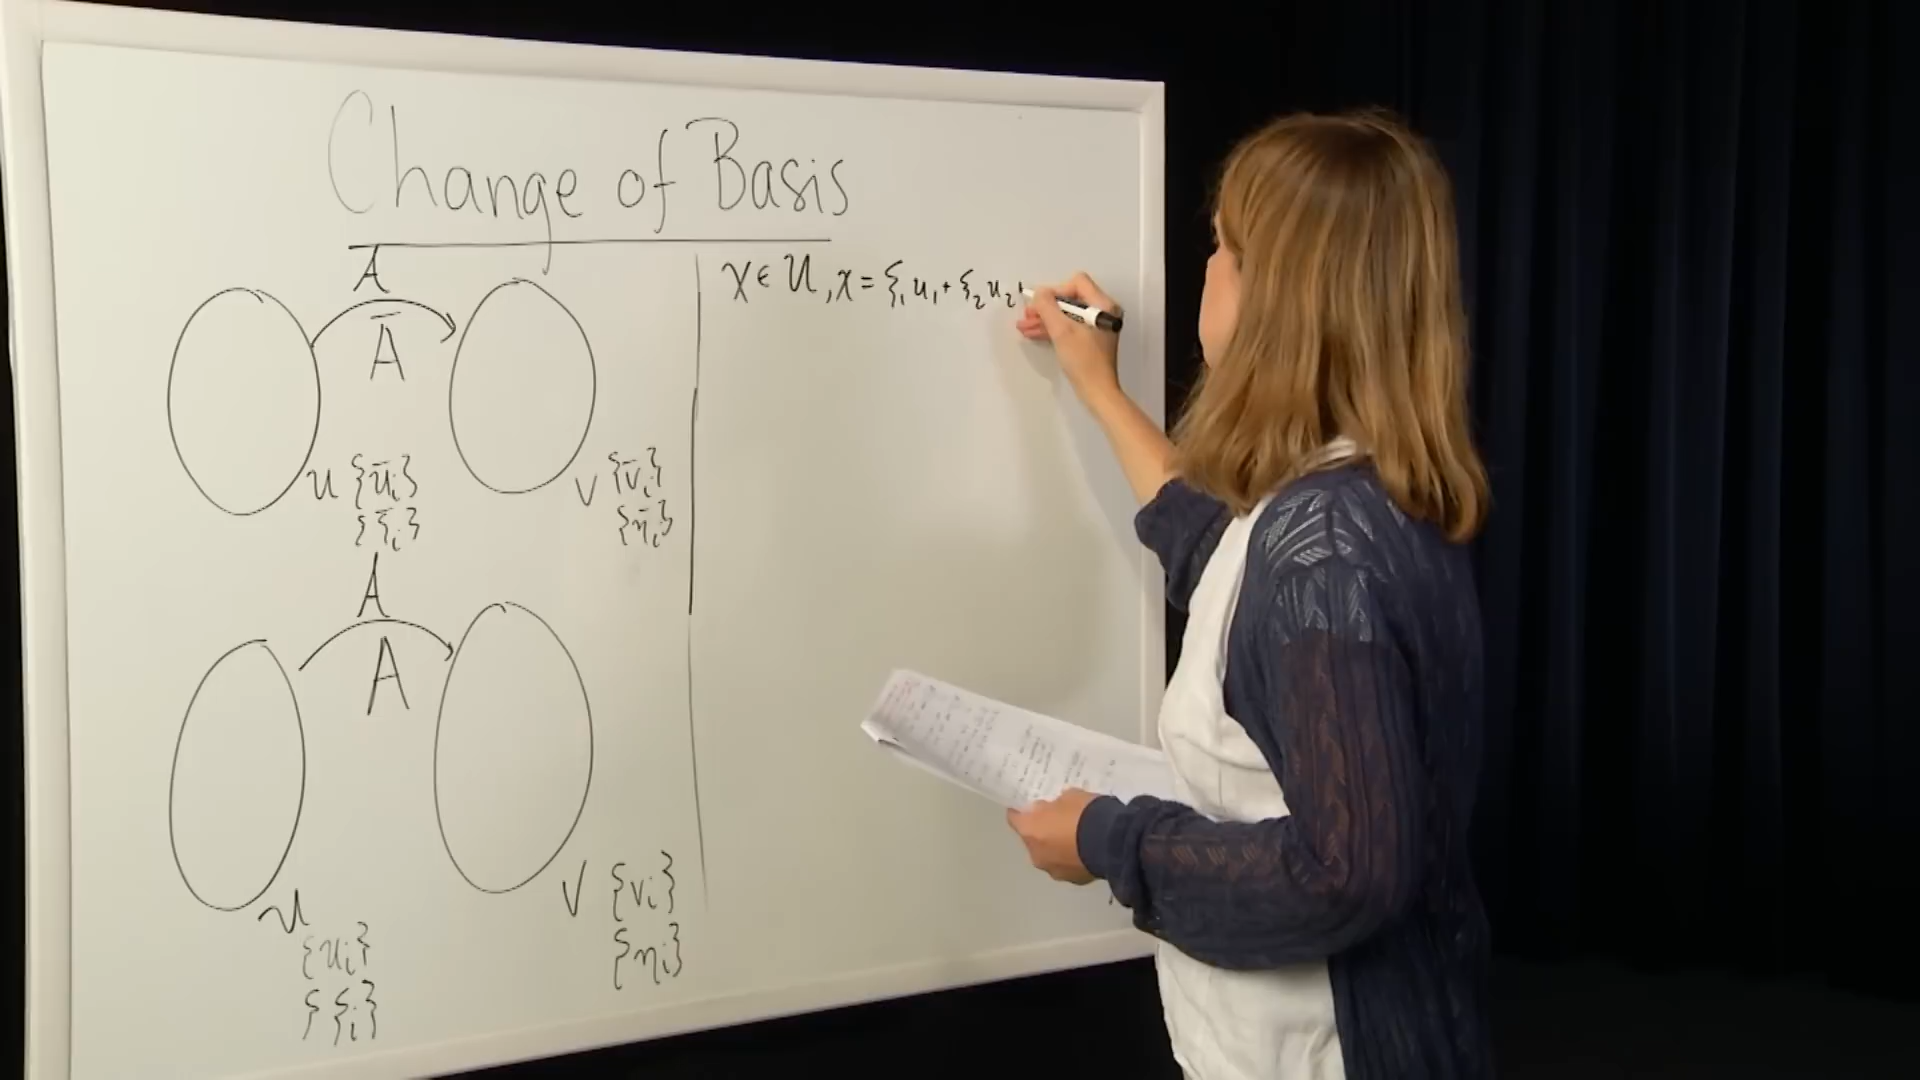 Change of Basis
A
Ā
U {ūᵢ}
{ξ̄ᵢ}
V {v̄ᵢ}
{η̄ᵢ}
A
A
U
{uᵢ}
{ξᵢ}
V {vᵢ}
{ηᵢ}
x ∈ U, x = ξ₁u₁ + ξ₂u₂ +